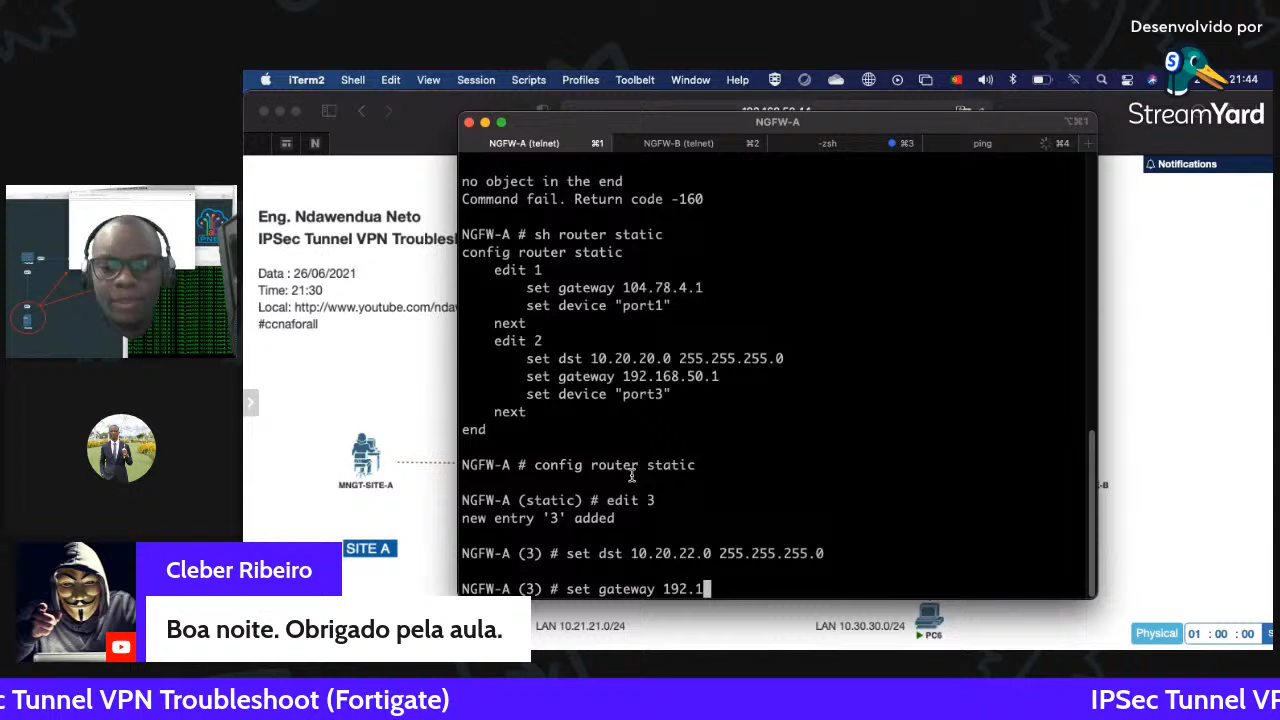 Desenvolvido por
StreamYard
iTerm2 Shell Edit View Session Scripts Profiles Toolbelt Window Help 21:44
NGFW-A
⌥⌘1
NGFW-A (telnet) ⌘1 NGFW-B (telnet) ⌘2 -zsh ⌘3 ping ⌘4
Notifications
Eng. Ndawendua Neto
IPSec Tunnel VPN Troubles
Data : 26/06/2021
Time: 21:30
Local: http://www.youtube.com/ndaw
#ccnaforall
MNGT-SITE-A
SITE A
no object in the end
Command fail. Return code -160
NGFW-A # sh router static
config router static
edit 1
set gateway 104.78.4.1
set device "port1"
next
edit 2
set dst 10.20.20.0 255.255.255.0
set gateway 192.168.50.1
set device "port3"
next
end
NGFW-A # config router static
NGFW-A (static) # edit 3
new entry '3' added
NGFW-A (3) # set dst 10.20.22.0 255.255.255.0
NGFW-A (3) # set gateway 192.1
-B
LAN 10.21.21.0/24 LAN 10.30.30.0/24
PC6
Physical 01 : 00 : 00
Cleber Ribeiro
Boa noite. Obrigado pela aula.
c Tunnel VPN Troubleshoot (Fortigate) IPSec Tunnel VP